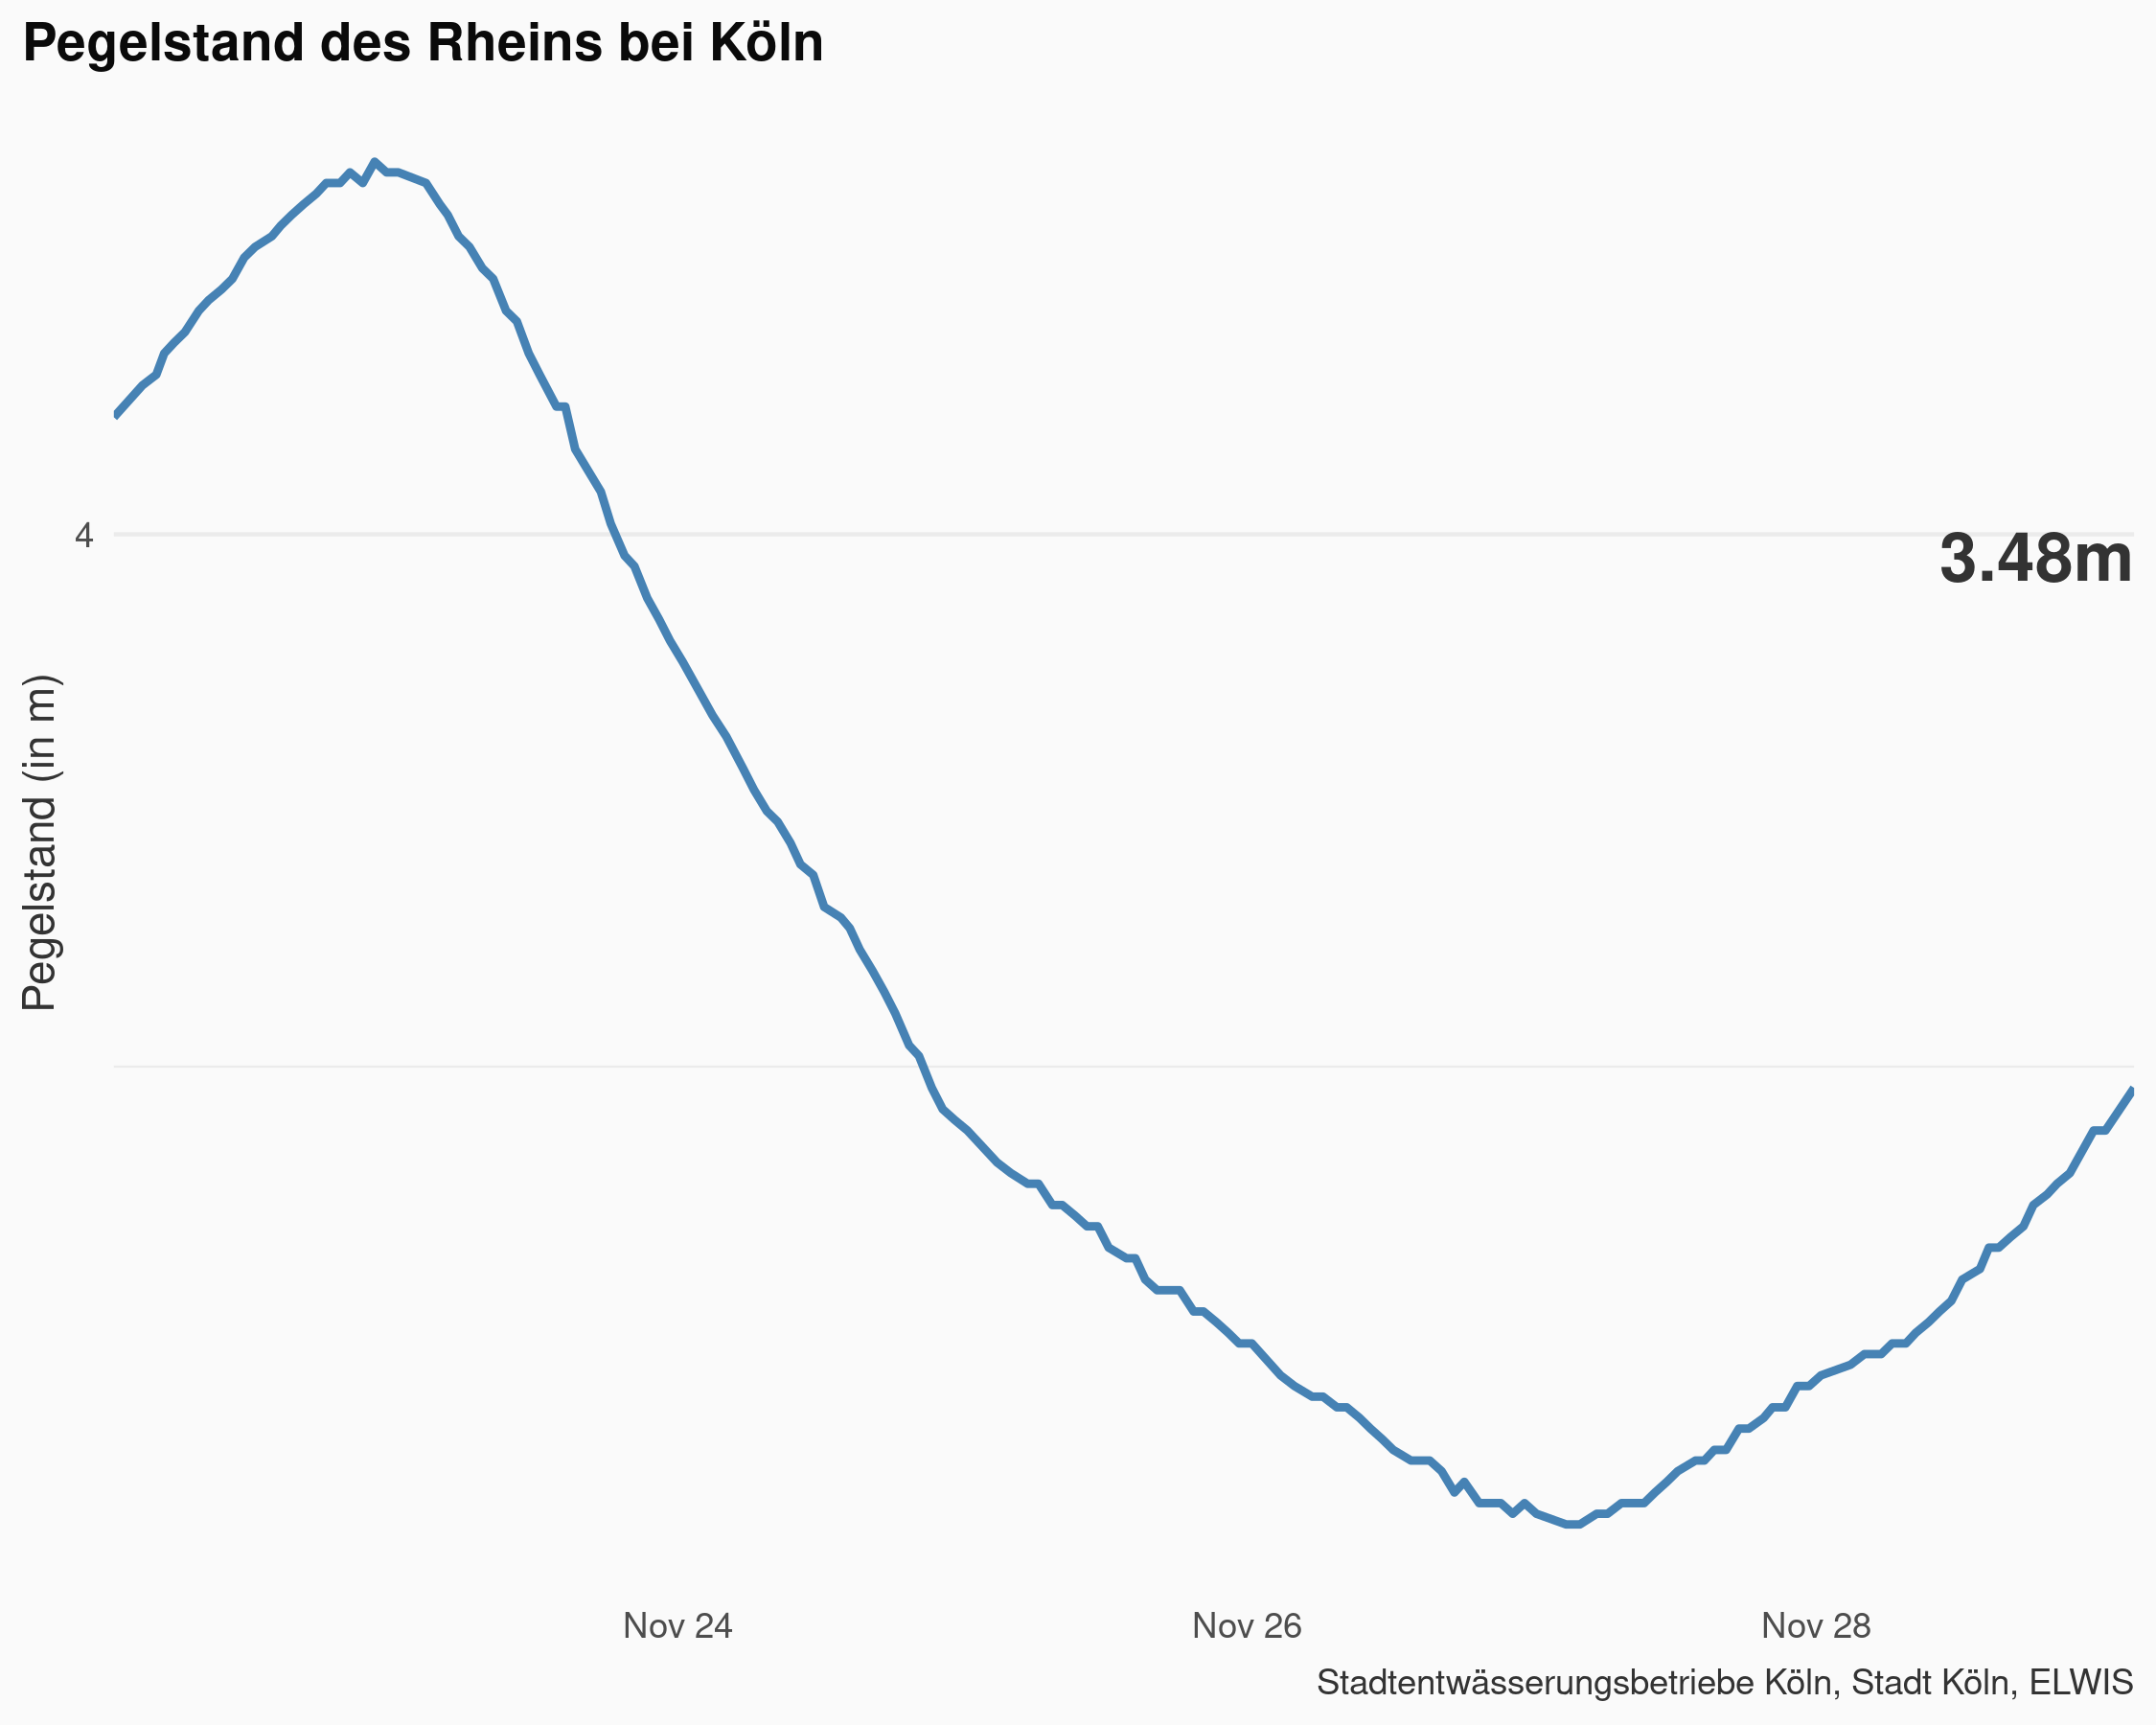 Pegelstand des Rheins bei Köln
4
3.48m
Pegelstand (in m)
Nov 24
Nov 26
Nov 28
Stadtentwässerungsbetriebe Köln, Stadt Köln, ELWIS